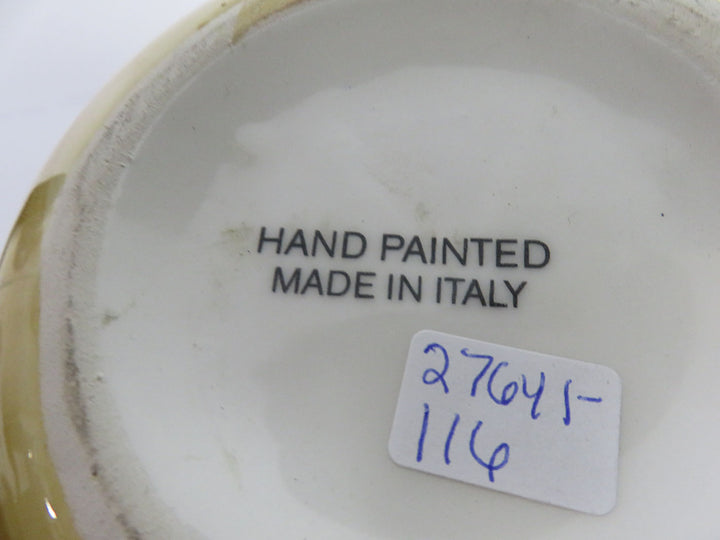 HAND PAINTED
MADE IN ITALY
27645-
116